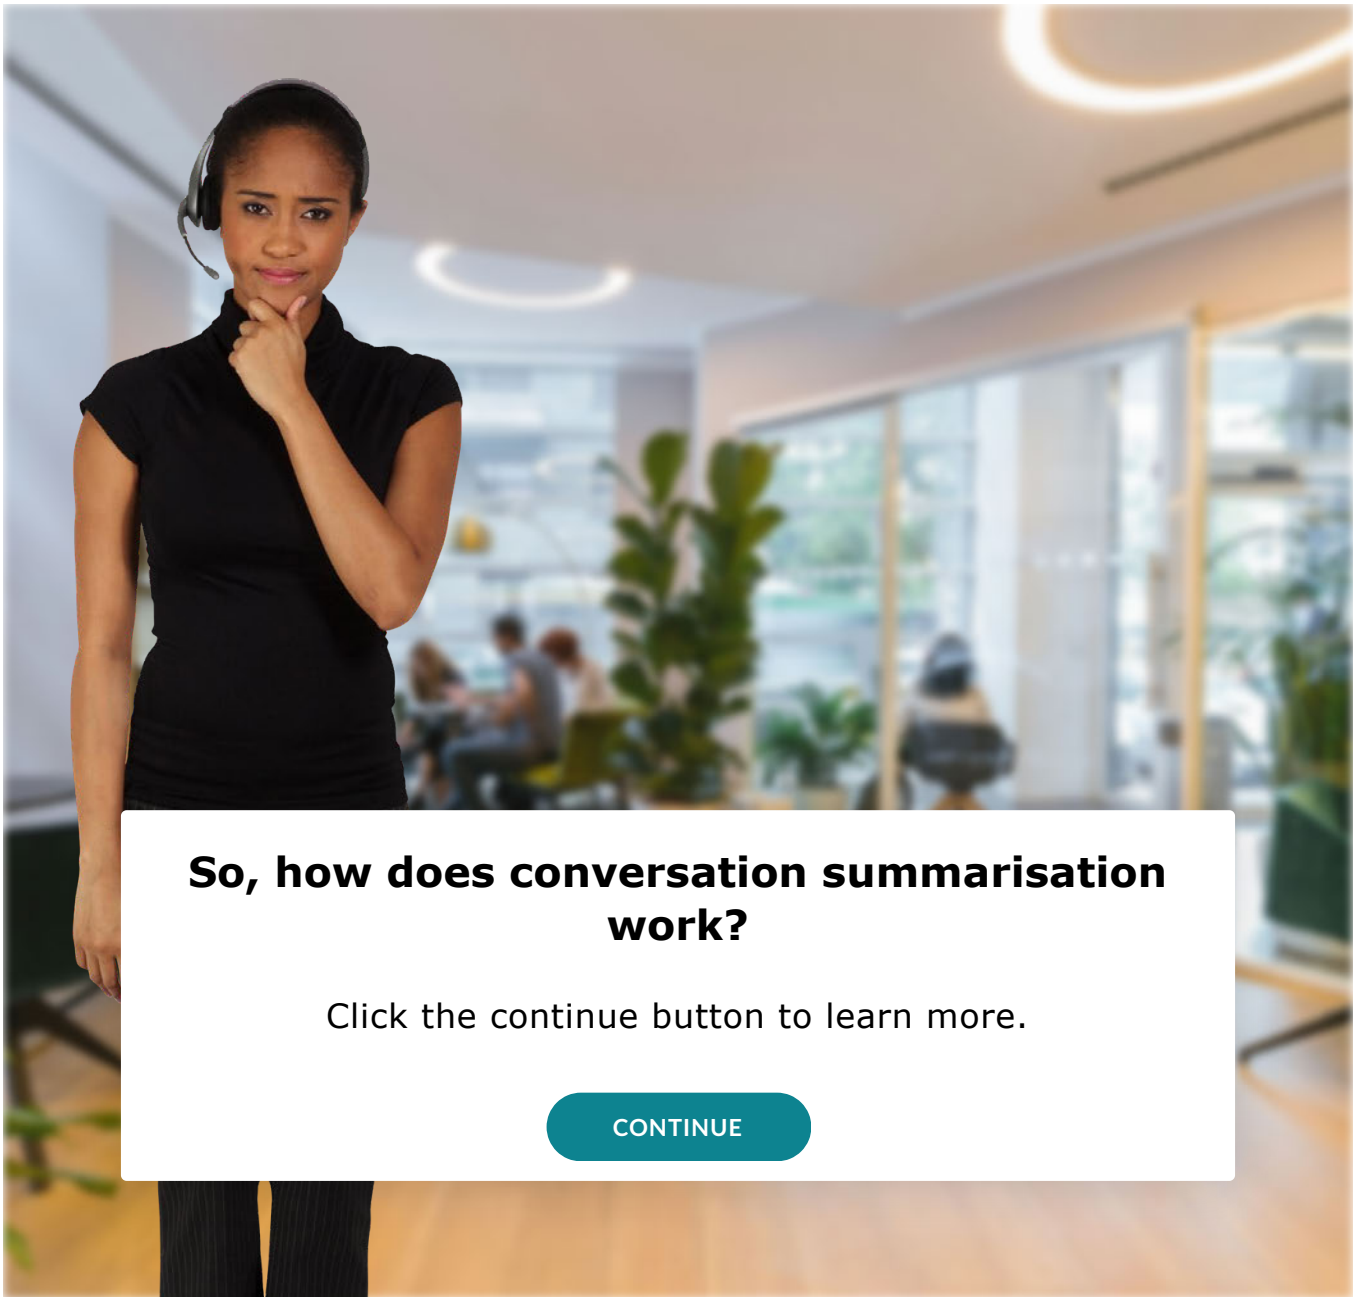 So, how does conversation summarisation
work?
Click the continue button to learn more.
CONTINUE